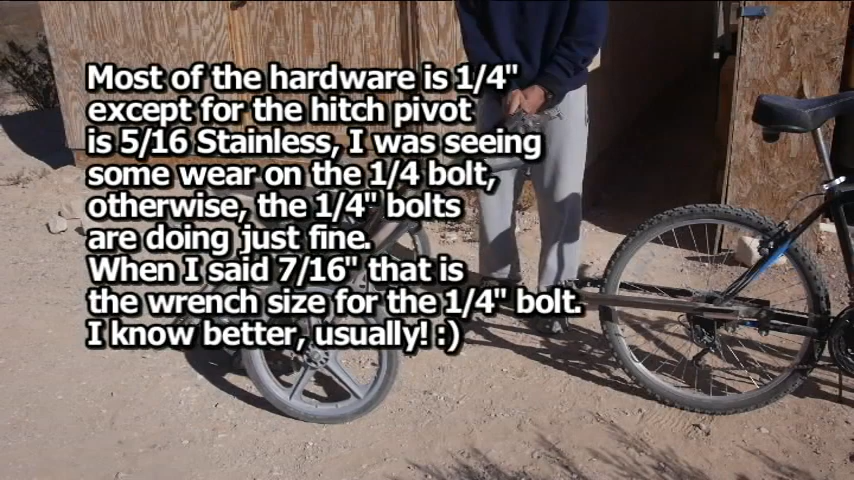 Most of the hardware is 1/4"
except for the hitch pivot
is 5/16 Stainless, I was seeing
some wear on the 1/4 bolt,
otherwise, the 1/4" bolts
are doing just fine.
When I said 7/16" that is
the wrench size for the 1/4" bolt.
I know better, usually! :)